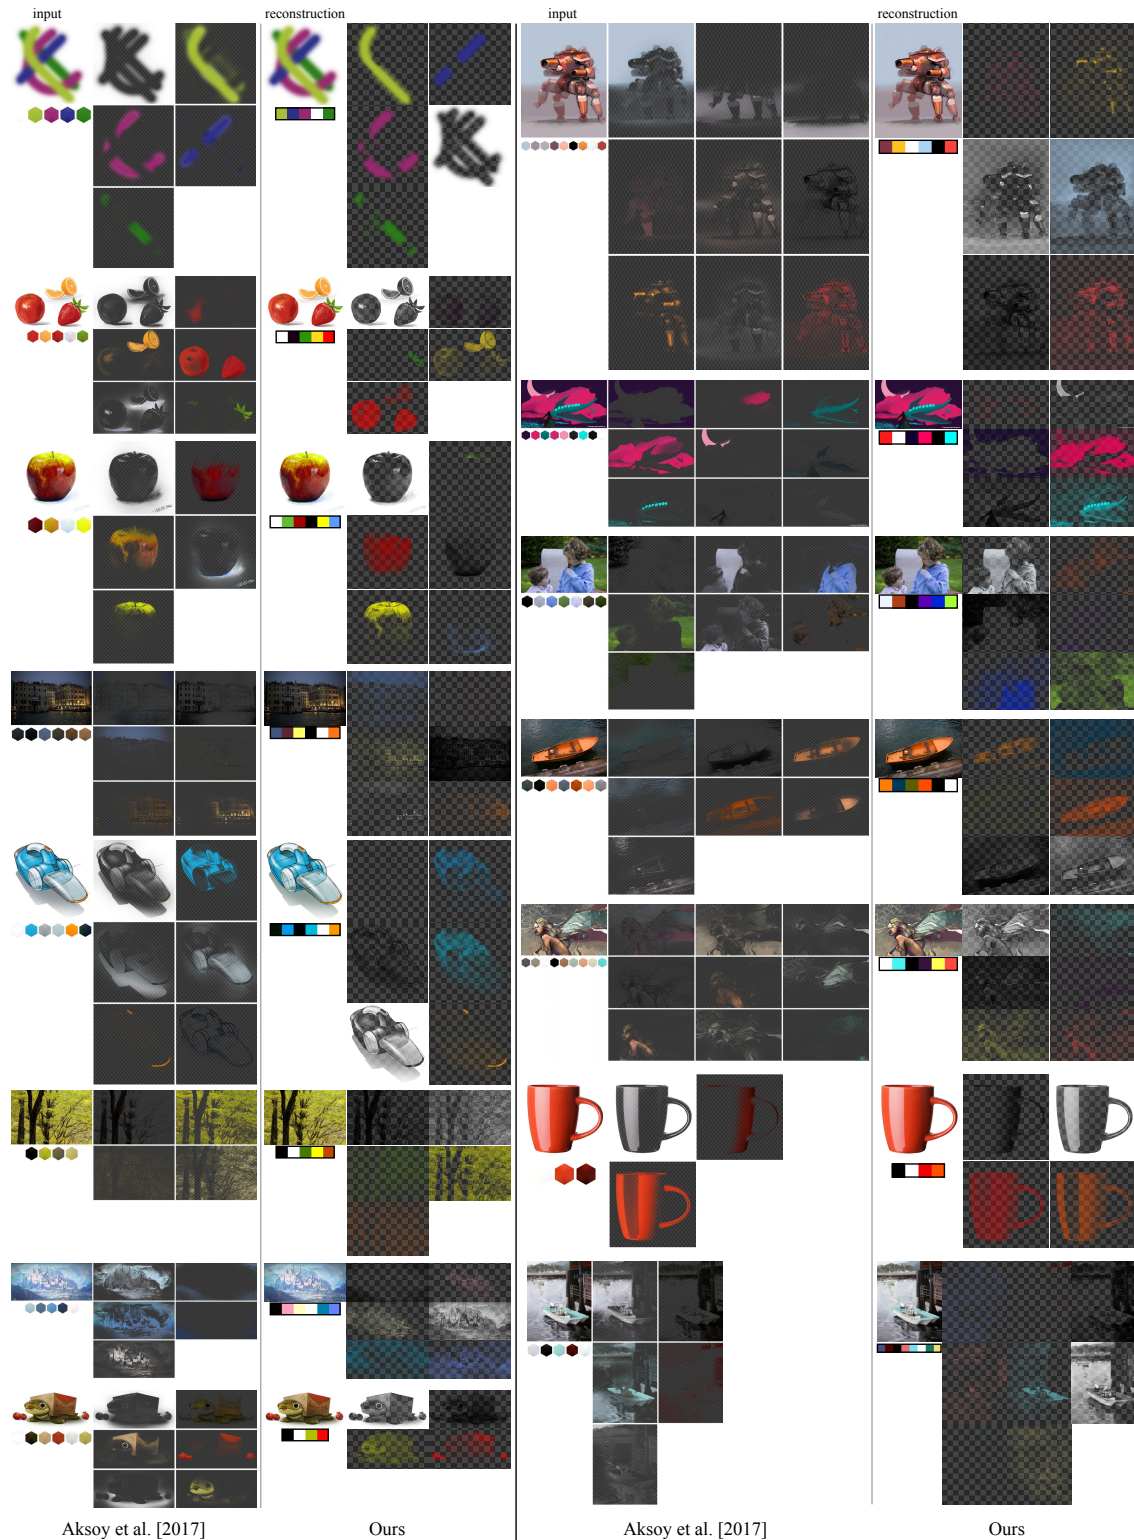 input
reconstruction
input
reconstruction
Aksoy et al. [2017]
Ours
Aksoy et al. [2017]
Ours